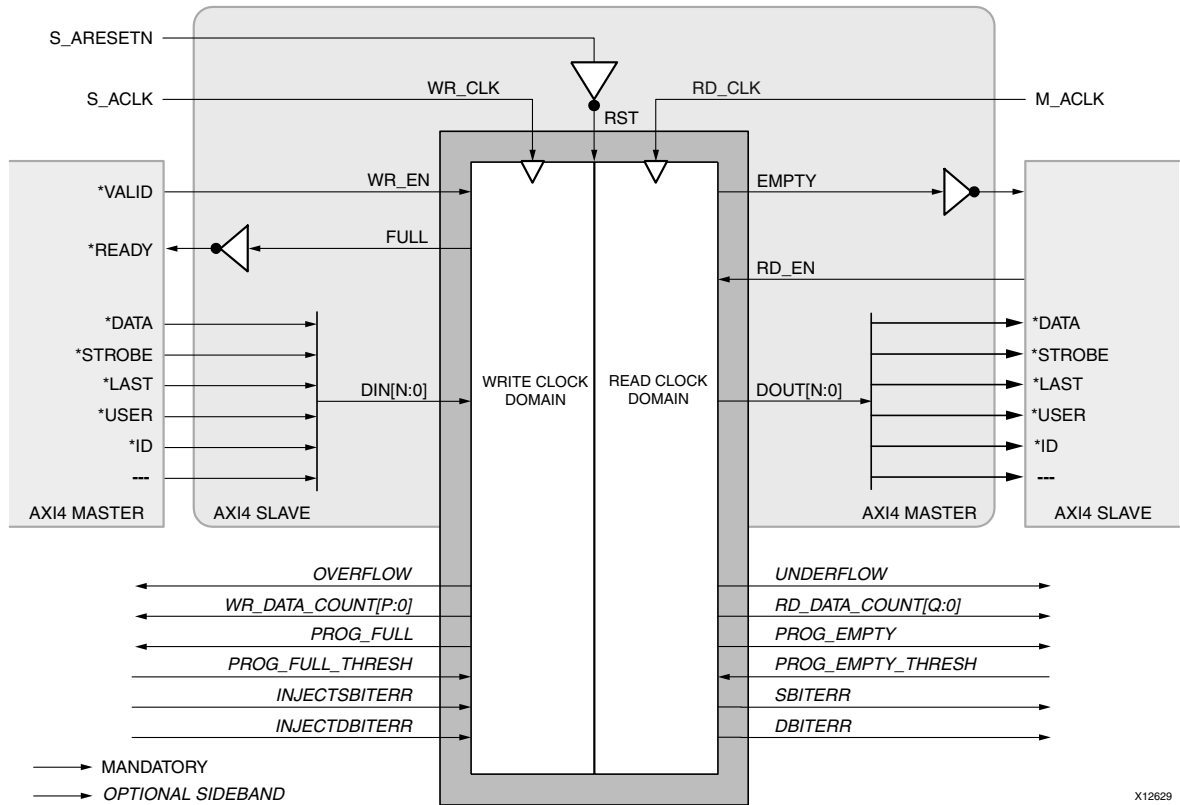 S_ARESETN
S_ACLK
WR_CLK
RD_CLK
M_ACLK
RST
*VALID
WR_EN
EMPTY
*READY
FULL
RD_EN
*DATA
*DATA
*STROBE
*STROBE
*LAST
WRITE CLOCK
DOMAIN
READ CLOCK
DOMAIN
*LAST
DIN[N:0]
DOUT[N:0]
*USER
*USER
*ID
*ID
---
---
AXI4 MASTER
AXI4 SLAVE
AXI4 MASTER
AXI4 SLAVE
OVERFLOW
UNDERFLOW
WR_DATA_COUNT[P:0]
RD_DATA_COUNT[Q:0]
PROG_FULL
PROG_EMPTY
PROG_FULL_THRESH
PROG_EMPTY_THRESH
INJECTSBITERR
SBITERR
INJECTDBITERR
DBITERR
MANDATORY
OPTIONAL SIDEBAND
X12629